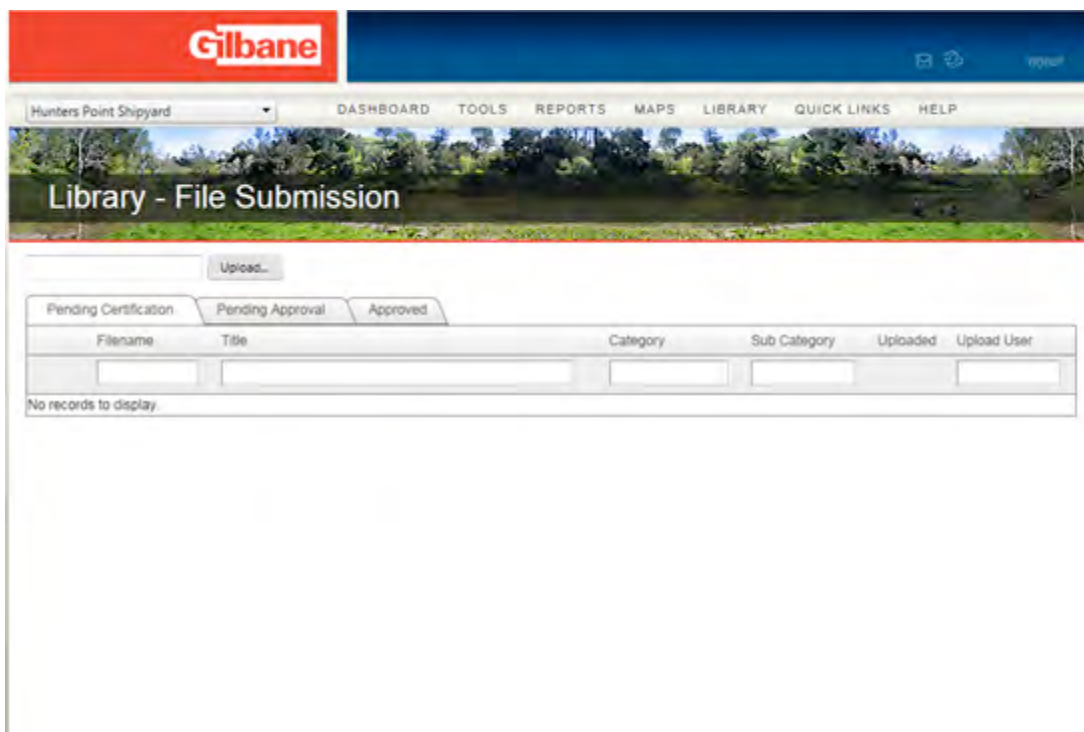 Gilbane
Hunters Point Shipyard DASHBOARD TOOLS REPORTS MAPS LIBRARY QUICK LINKS HELP
Library - File Submission
Upload...
Pending Certification Pending Approval Approved
Filename Title Category Sub Category Uploaded Upload User
No records to display.